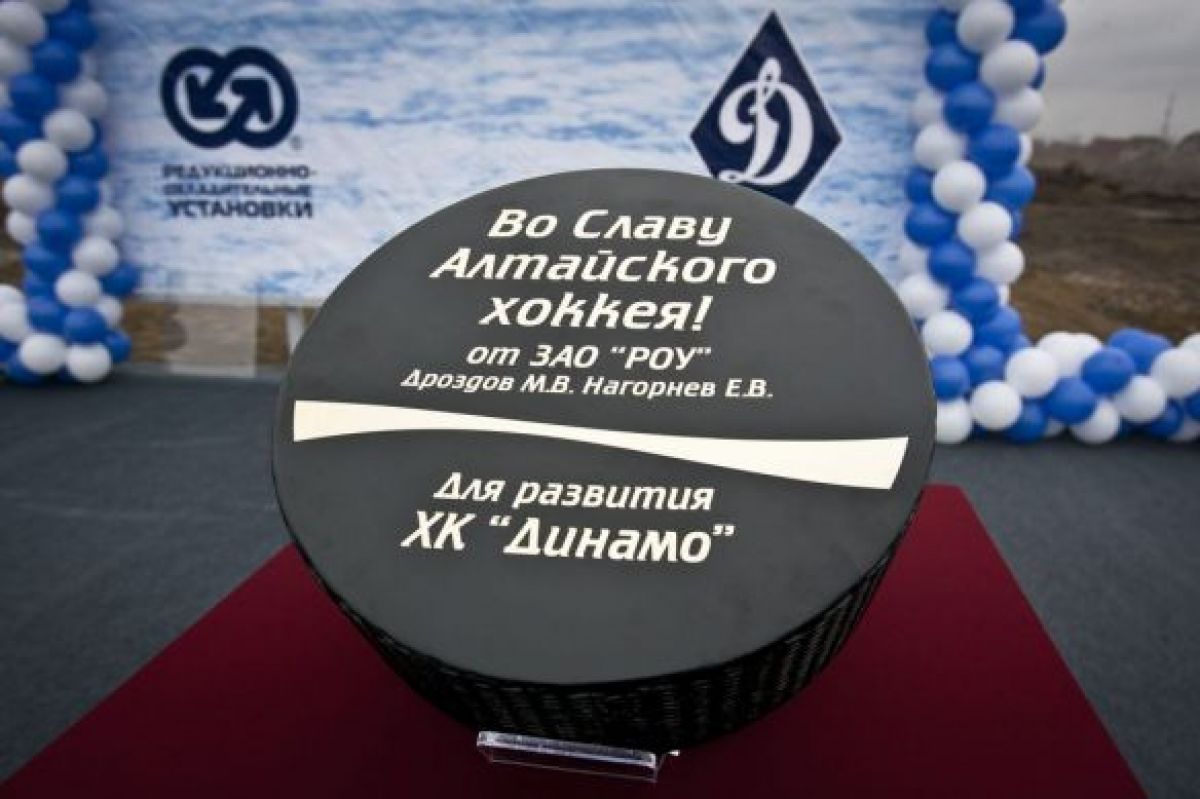 РЕДУКЦИОННО-
ОХЛАДИТЕЛЬНЫЕ
УСТАНОВКИ
Д
Во Славу
Алтайского
хоккея!
от ЗАО "РОУ"
Дроздов М.В. Нагорнев Е.В.
Для развития
ХК "Динамо"